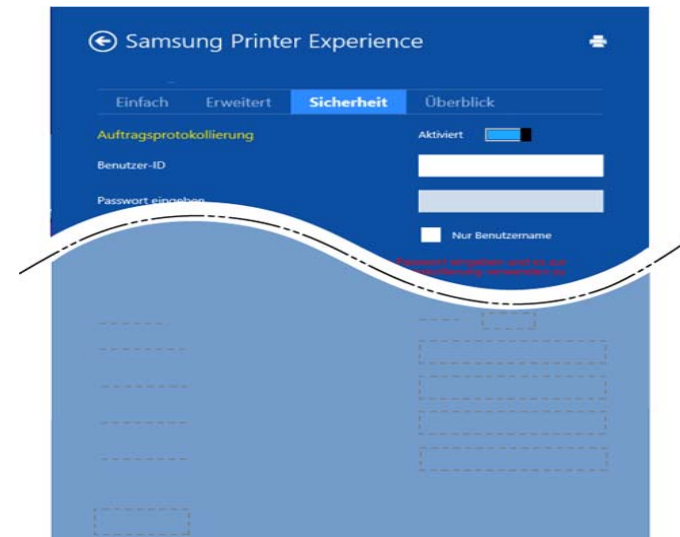 Samsung Printer Experience
Einfach Erweitert Sicherheit Überblick
Auftragsprotokollierung Aktiviert
Benutzer-ID
Passwort eingeben
Nur Benutzername